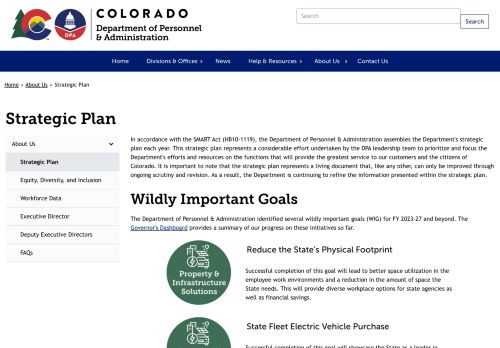 COLORADO
Department of Personnel
& Administration
DPA
Search
Search
Home
Divisions & Offices
News
Help & Resources
About Us
Contact Us
Home › About Us › Strategic Plan
Strategic Plan
About Us
Strategic Plan
Equity, Diversity, and Inclusion
Workforce Data
Executive Director
Deputy Executive Directors
FAQs
In accordance with the SMART Act (HB10-1119), the Department of Personnel & Administration assembles the Department's strategic
plan each year. This strategic plan represents a considerable effort undertaken by the DPA leadership team to prioritize and focus the
Department's efforts and resources on the functions that will provide the greatest service to our customers and the citizens of
Colorado. It is important to note that the strategic plan represents a living document that, like any other, can only be improved through
ongoing scrutiny and revision. As a result, the Department is continuing to refine the information presented within the strategic plan.
Wildly Important Goals
The Department of Personnel & Administration identified several wildly important goals (WIG) for FY 2023-27 and beyond. The
Governor's Dashboard provides a summary of our progress on these initiatives so far.
Property &
Infrastructure
Solutions
Reduce the State's Physical Footprint
Successful completion of this goal will lead to better space utilization in the
employee work environments and a reduction in the amount of space the
State needs. This will provide diverse workplace options for state agencies as
well as financial savings.
State Fleet Electric Vehicle Purchase
Successful completion of this goal will showcase the State as a leader in